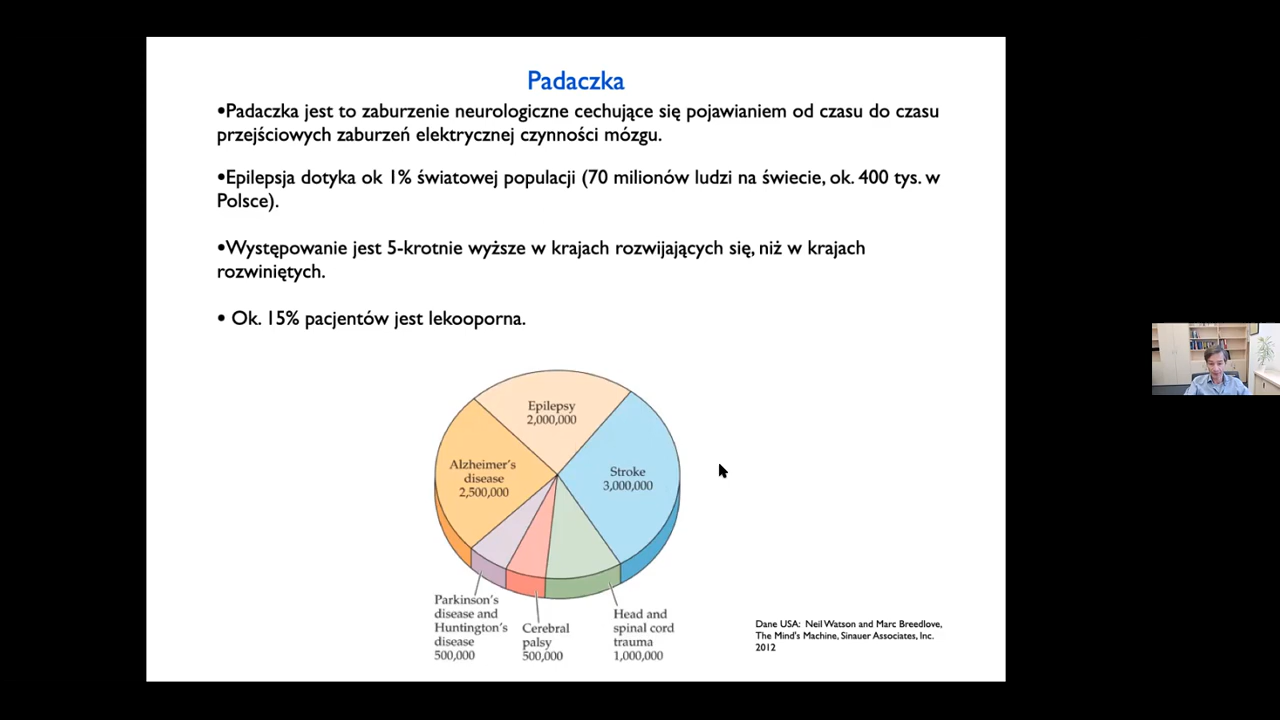 Padaczka
•Padaczka jest to zaburzenie neurologiczne cechujące się pojawianiem od czasu do czasu
przejściowych zaburzeń elektrycznej czynności mózgu.
•Epilepsja dotyka ok 1% światowej populacji (70 milionów ludzi na świecie, ok. 400 tys. w
Polsce).
•Występowanie jest 5-krotnie wyższe w krajach rozwijających się, niż w krajach
rozwiniętych.
• Ok. 15% pacjentów jest lekooporna.
Epilepsy
2,000,000
Alzheimer's
disease
2,500,000
Stroke
3,000,000
Parkinson's
disease and
Huntington's
disease
500,000
Cerebral
palsy
500,000
Head and
spinal cord
trauma
1,000,000
Dane USA: Neil Watson and Marc Breedlove,
The Mind's Machine, Sinauer Associates, Inc.
2012